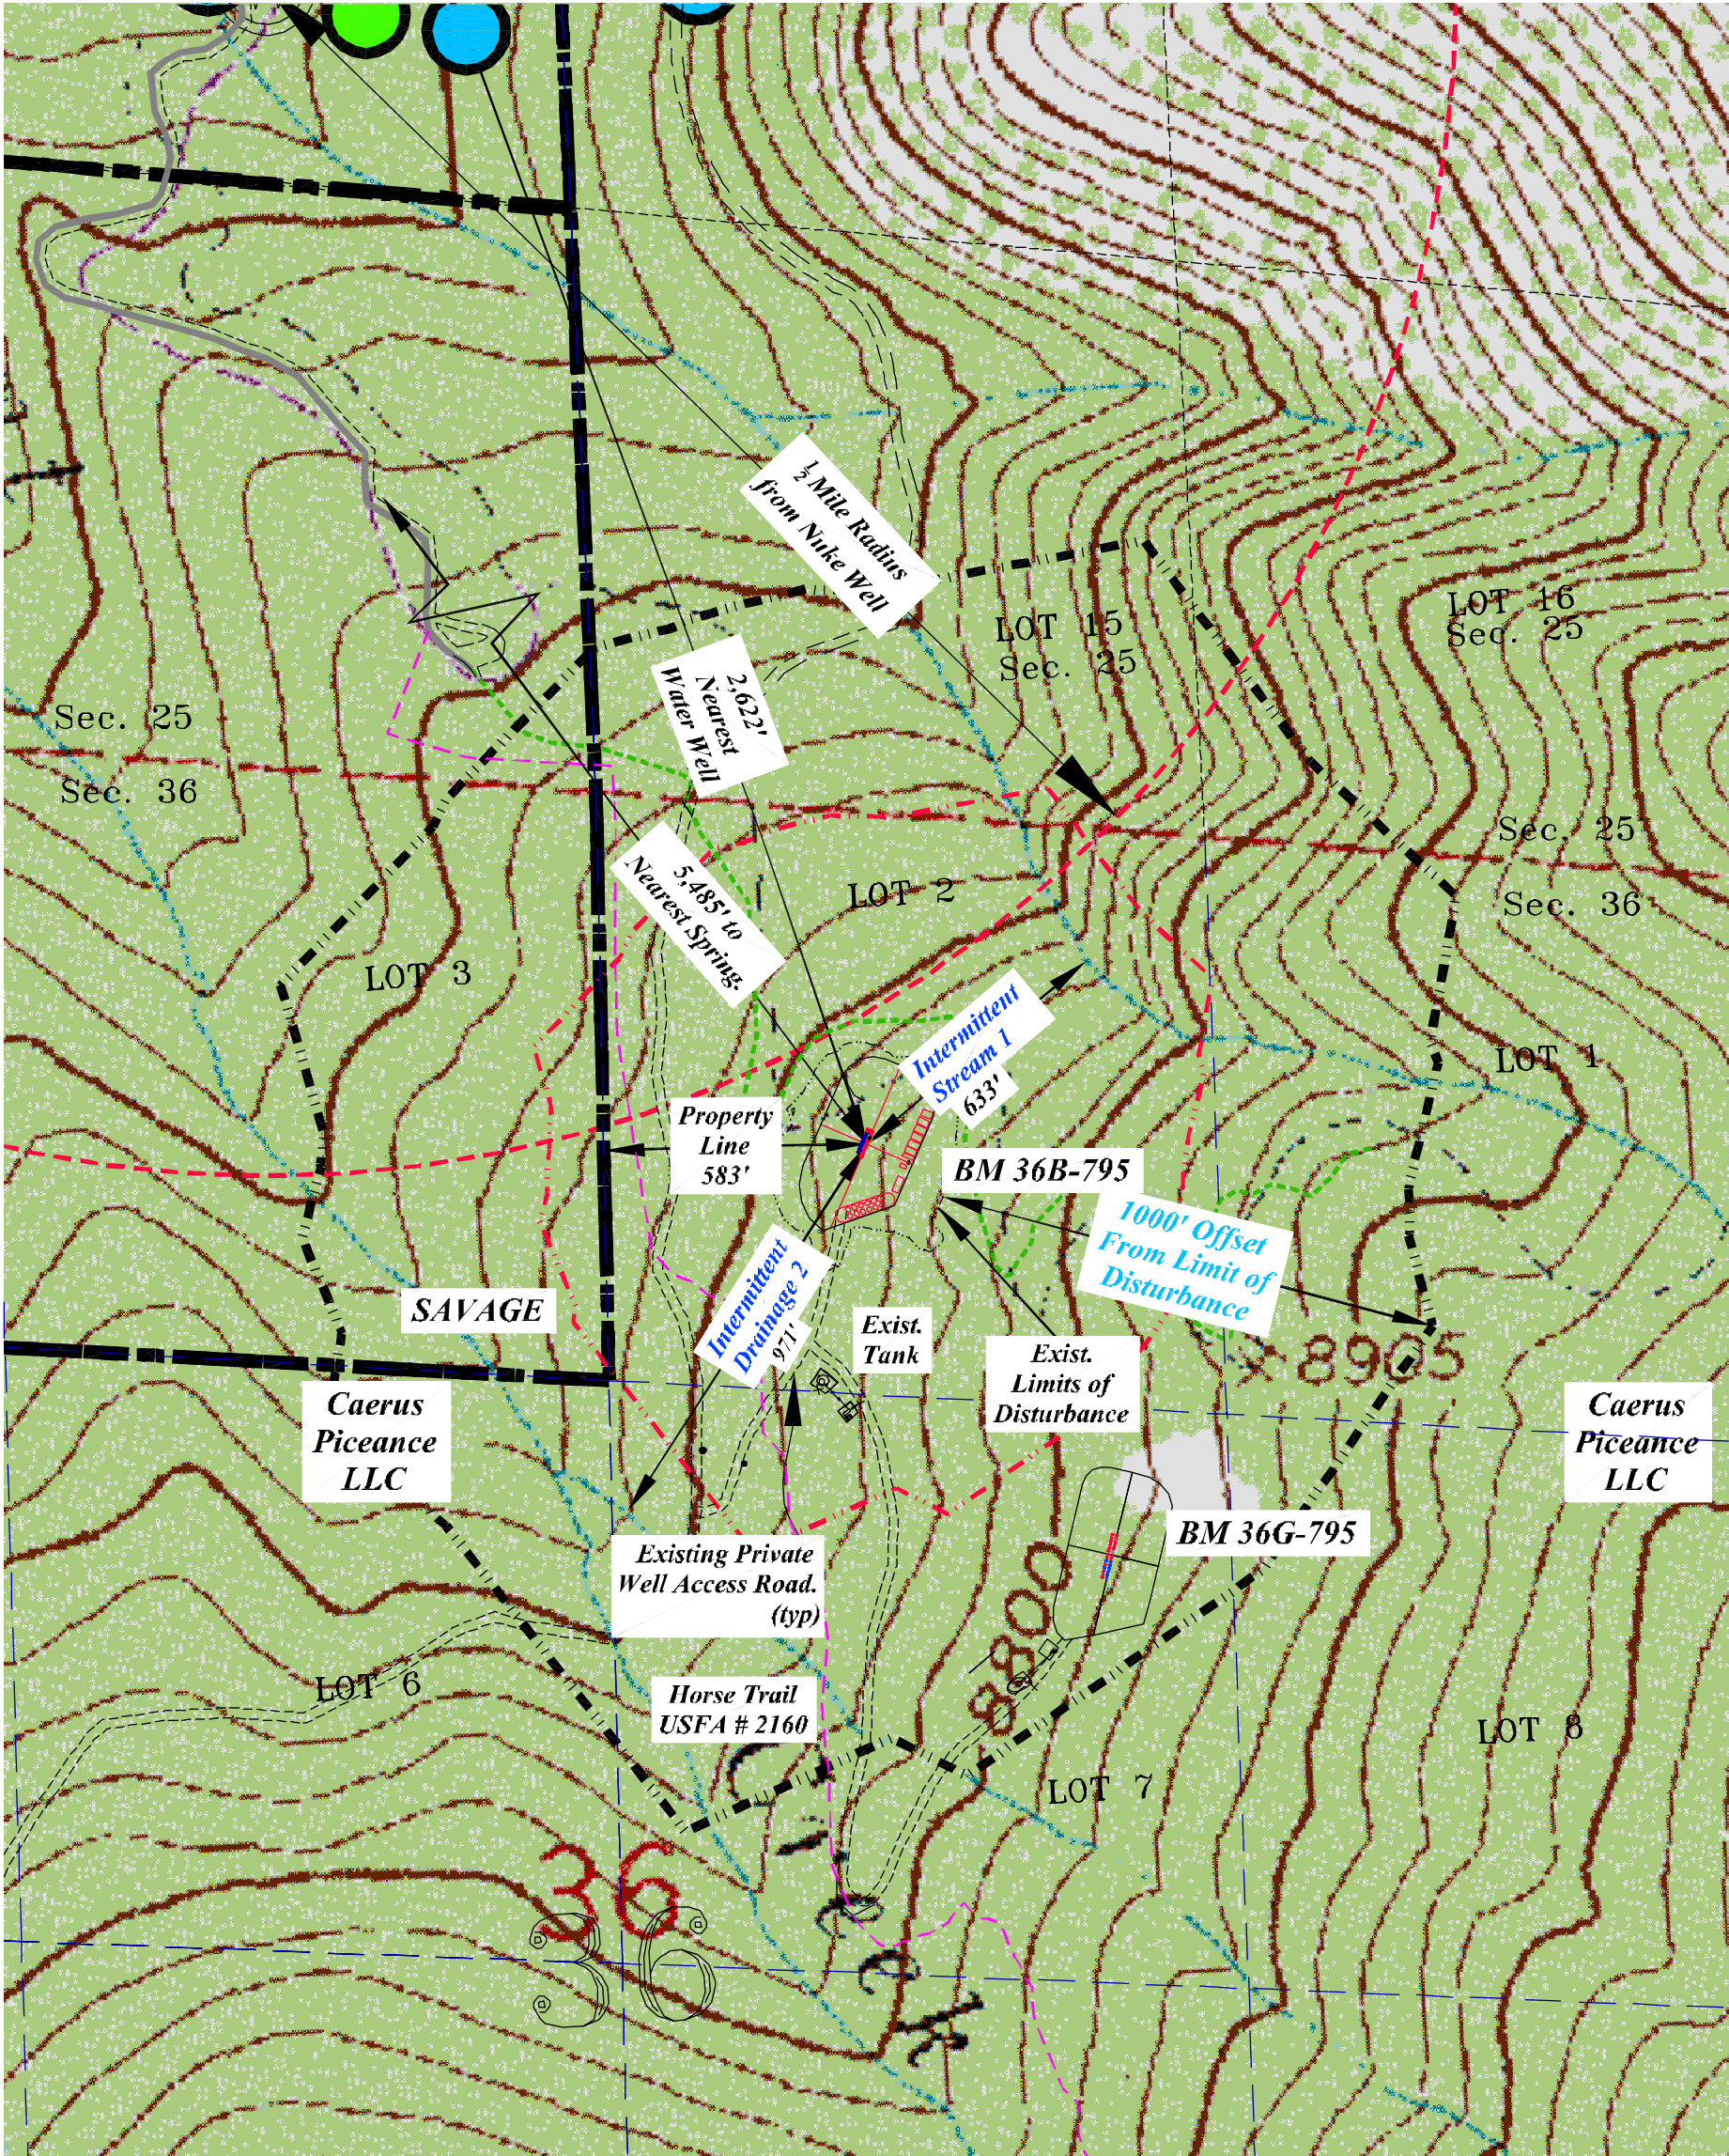 ½ Mile Radius
from Nuke Well
LOT 15
Sec. 25
LOT 16
Sec. 25
2,622'
Nearest
Water Well
Sec. 25
Sec. 36
Sec. 25
Sec. 36
5,485' to
Nearest Spring.
LOT 2
LOT 3
Intermittent
Stream 1
633'
LOT 1
Property
Line
583'
BM 36B-795
1000' Offset
From Limit of
Disturbance
SAVAGE
Intermittent
Drainage 2
971'
Exist.
Tank
Exist.
Limits of
Disturbance
8905
Caerus
Piceance
LLC
Caerus
Piceance
LLC
BM 36G-795
Existing Private
Well Access Road.
(typ)
8800
LOT 6
Horse Trail
USFA # 2160
LOT 8
LOT 7
36
36